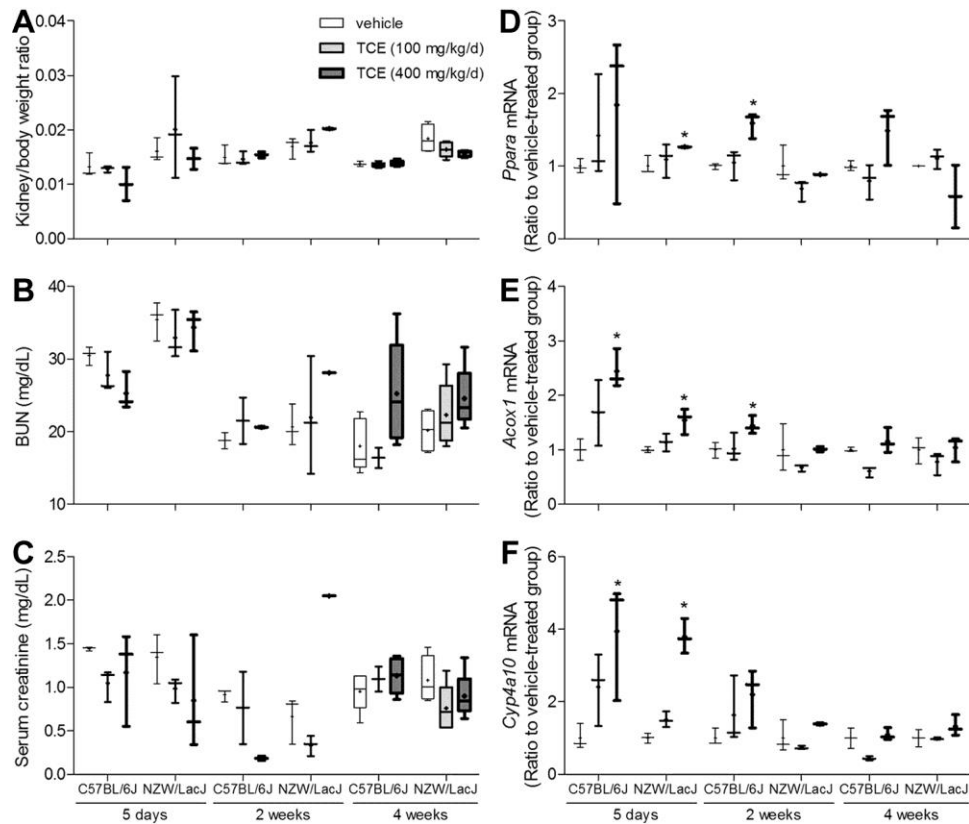 A
Kidney/body weight ratio
0.04
0.03
0.02
0.01
0.00
vehicle
TCE (100 mg/kg/d)
TCE (400 mg/kg/d)
B
BUN (mg/dL)
40
30
20
10
C
Serum creatinine (mg/dL)
2.5
2.0
1.5
1.0
0.5
0.0
C57BL/6J NZW/LacJ C57BL/6J NZW/LacJ C57BL/6J NZW/LacJ
5 days 2 weeks 4 weeks
D
Ppara mRNA
(Ratio to vehicle-treated group)
3
2
1
0
* *
E
Acox1 mRNA
(Ratio to vehicle-treated group)
4
3
2
1
0
* * *
F
Cyp4a10 mRNA
(Ratio to vehicle-treated group)
6
4
2
0
* *
C57BL/6J NZW/LacJ C57BL/6J NZW/LacJ C57BL/6J NZW/LacJ
5 days 2 weeks 4 weeks